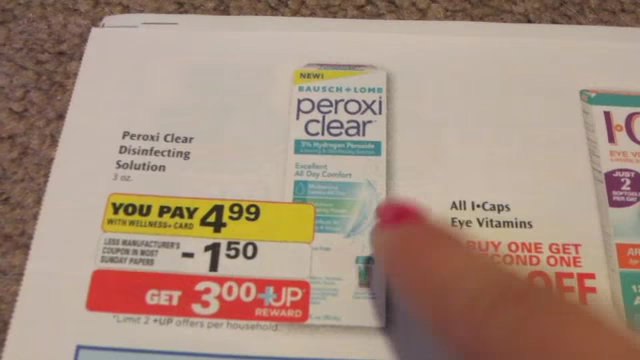 Peroxi Clear
Disinfecting
Solution
3 oz.
YOU PAY 4.99
WITH WELLNESS+ CARD
LESS MANUFACTURER'S
COUPON IN MOST
SUNDAY PAPERS
-1.50
GET 3.00 +UP
REWARD
*Limit 2 +UP offers per household.
NEW!
BAUSCH + LOMB
peroxi
clear
3% Hydrogen Peroxide
Excellent
All Day Comfort
All I•Caps
Eye Vitamins
BUY ONE GET
SECOND ONE
OFF
I•C
EYE VI
JUST
2
PER DAY